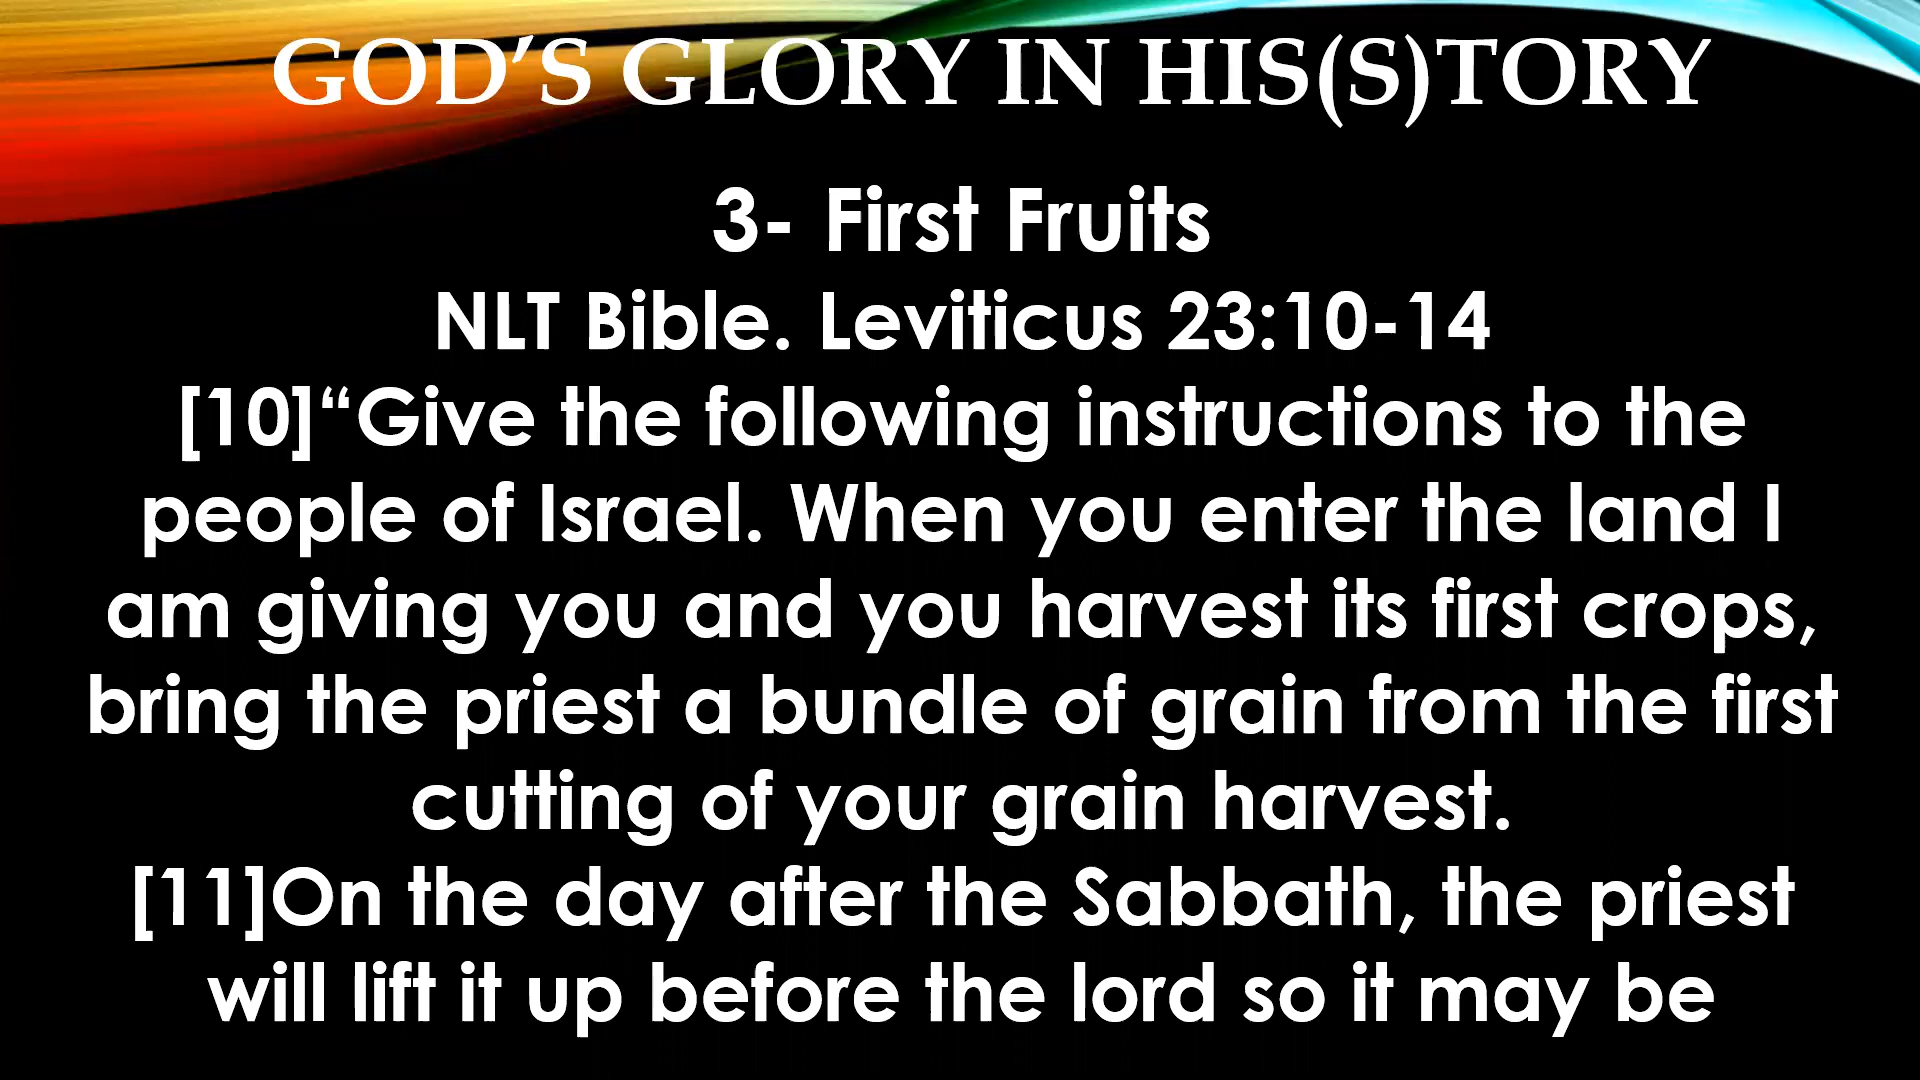 GOD’S GLORY IN HIS(S)TORY
3- First Fruits
NLT Bible. Leviticus 23:10-14
[10]“Give the following instructions to the
people of Israel. When you enter the land I
am giving you and you harvest its first crops,
bring the priest a bundle of grain from the first
cutting of your grain harvest.
[11]On the day after the Sabbath, the priest
will lift it up before the lord so it may be